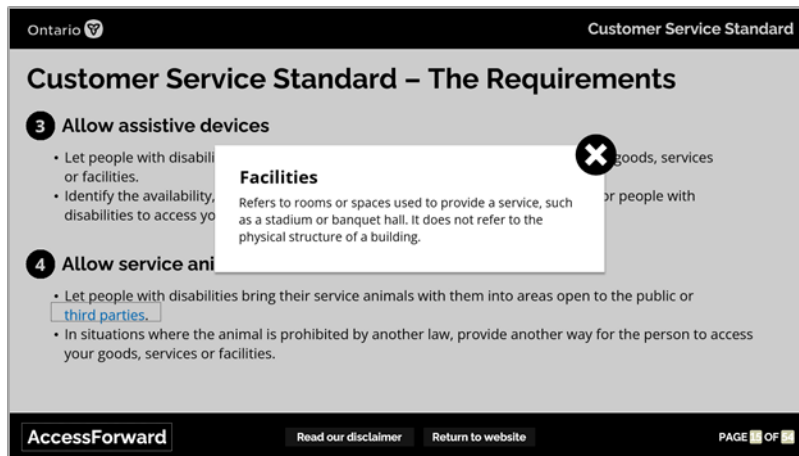 Ontario
Customer Service Standard
Customer Service Standard – The Requirements
3 Allow assistive devices
• Let people with disabili
goods, services
or facilities.
• Identify the availability,
or people with
disabilities to access yo
Facilities
Refers to rooms or spaces used to provide a service, such
as a stadium or banquet hall. It does not refer to the
physical structure of a building.
4 Allow service ani
• Let people with disabilities bring their service animals with them into areas open to the public or
third parties.
• In situations where the animal is prohibited by another law, provide another way for the person to access
your goods, services or facilities.
AccessForward
Read our disclaimer
Return to website
PAGE 15 OF 54